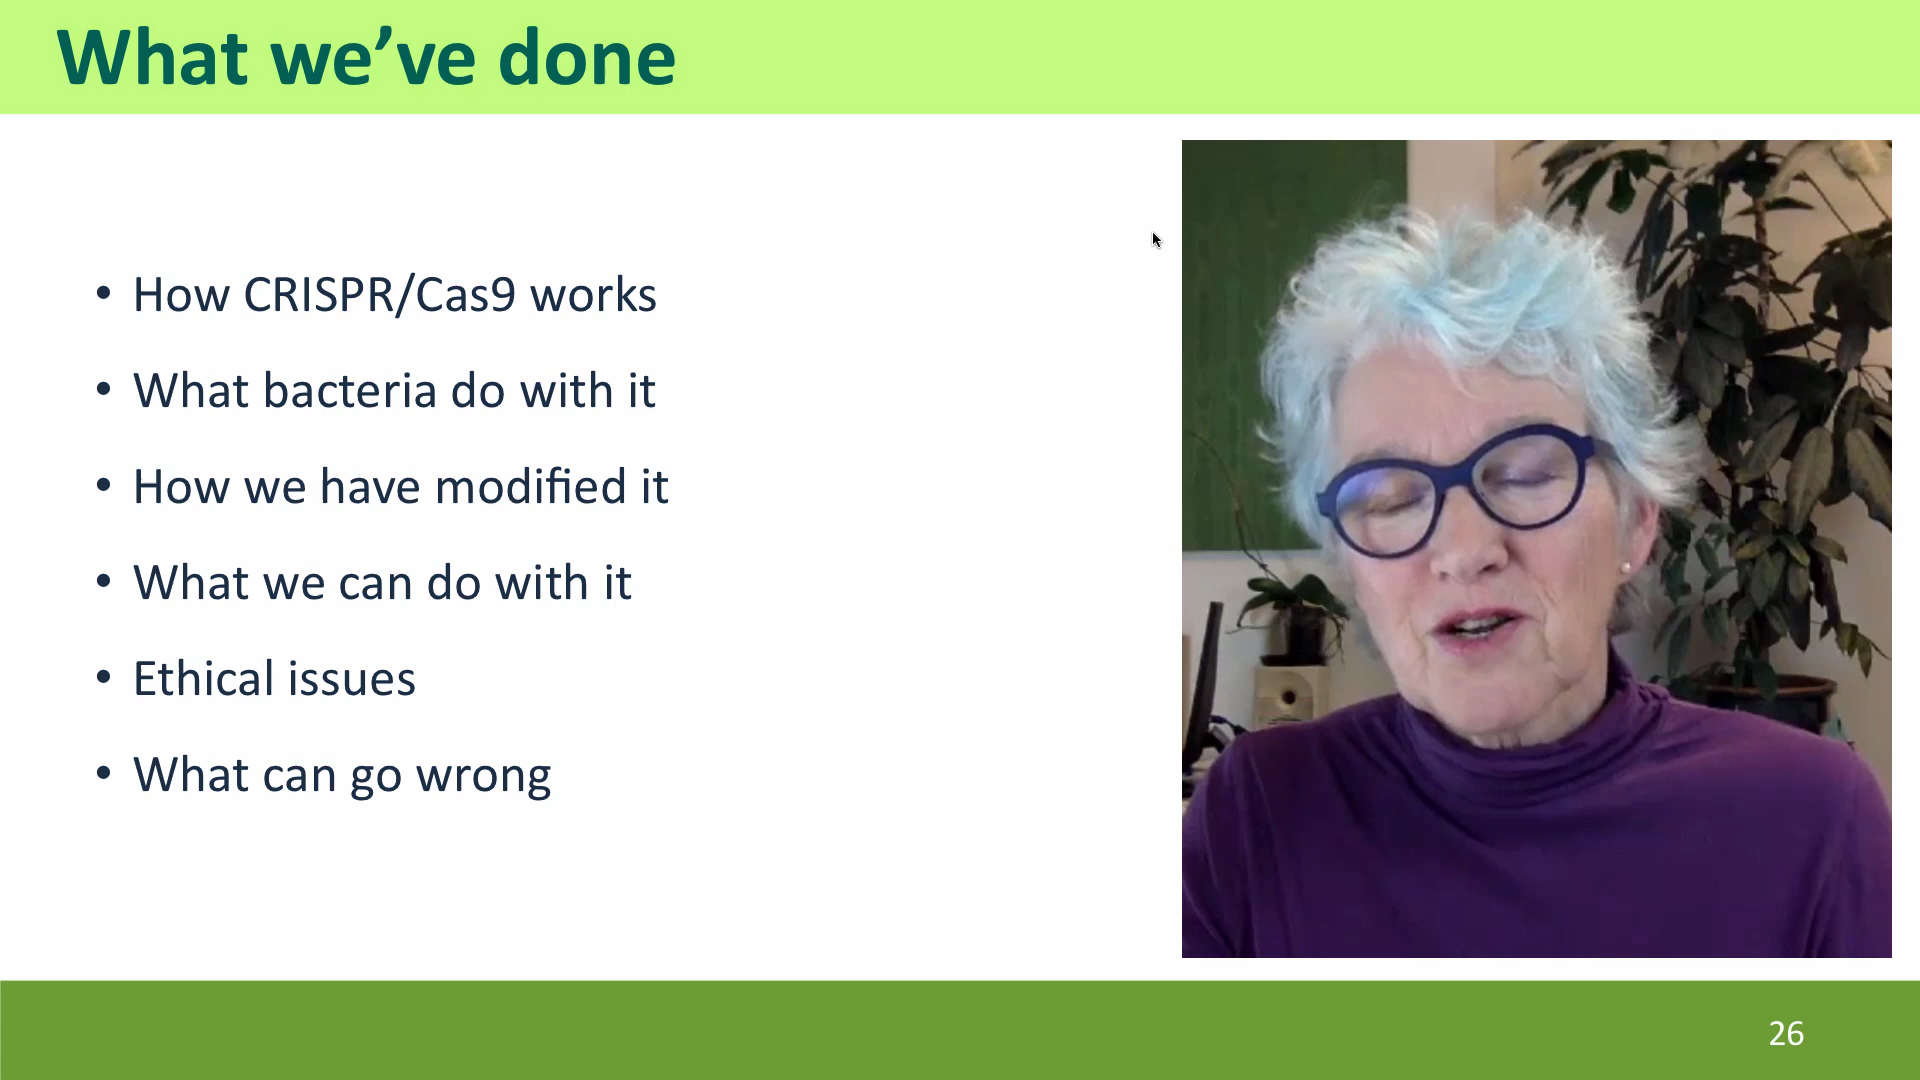 What we’ve done
• How CRISPR/Cas9 works
• What bacteria do with it
• How we have modified it
• What we can do with it
• Ethical issues
• What can go wrong
26